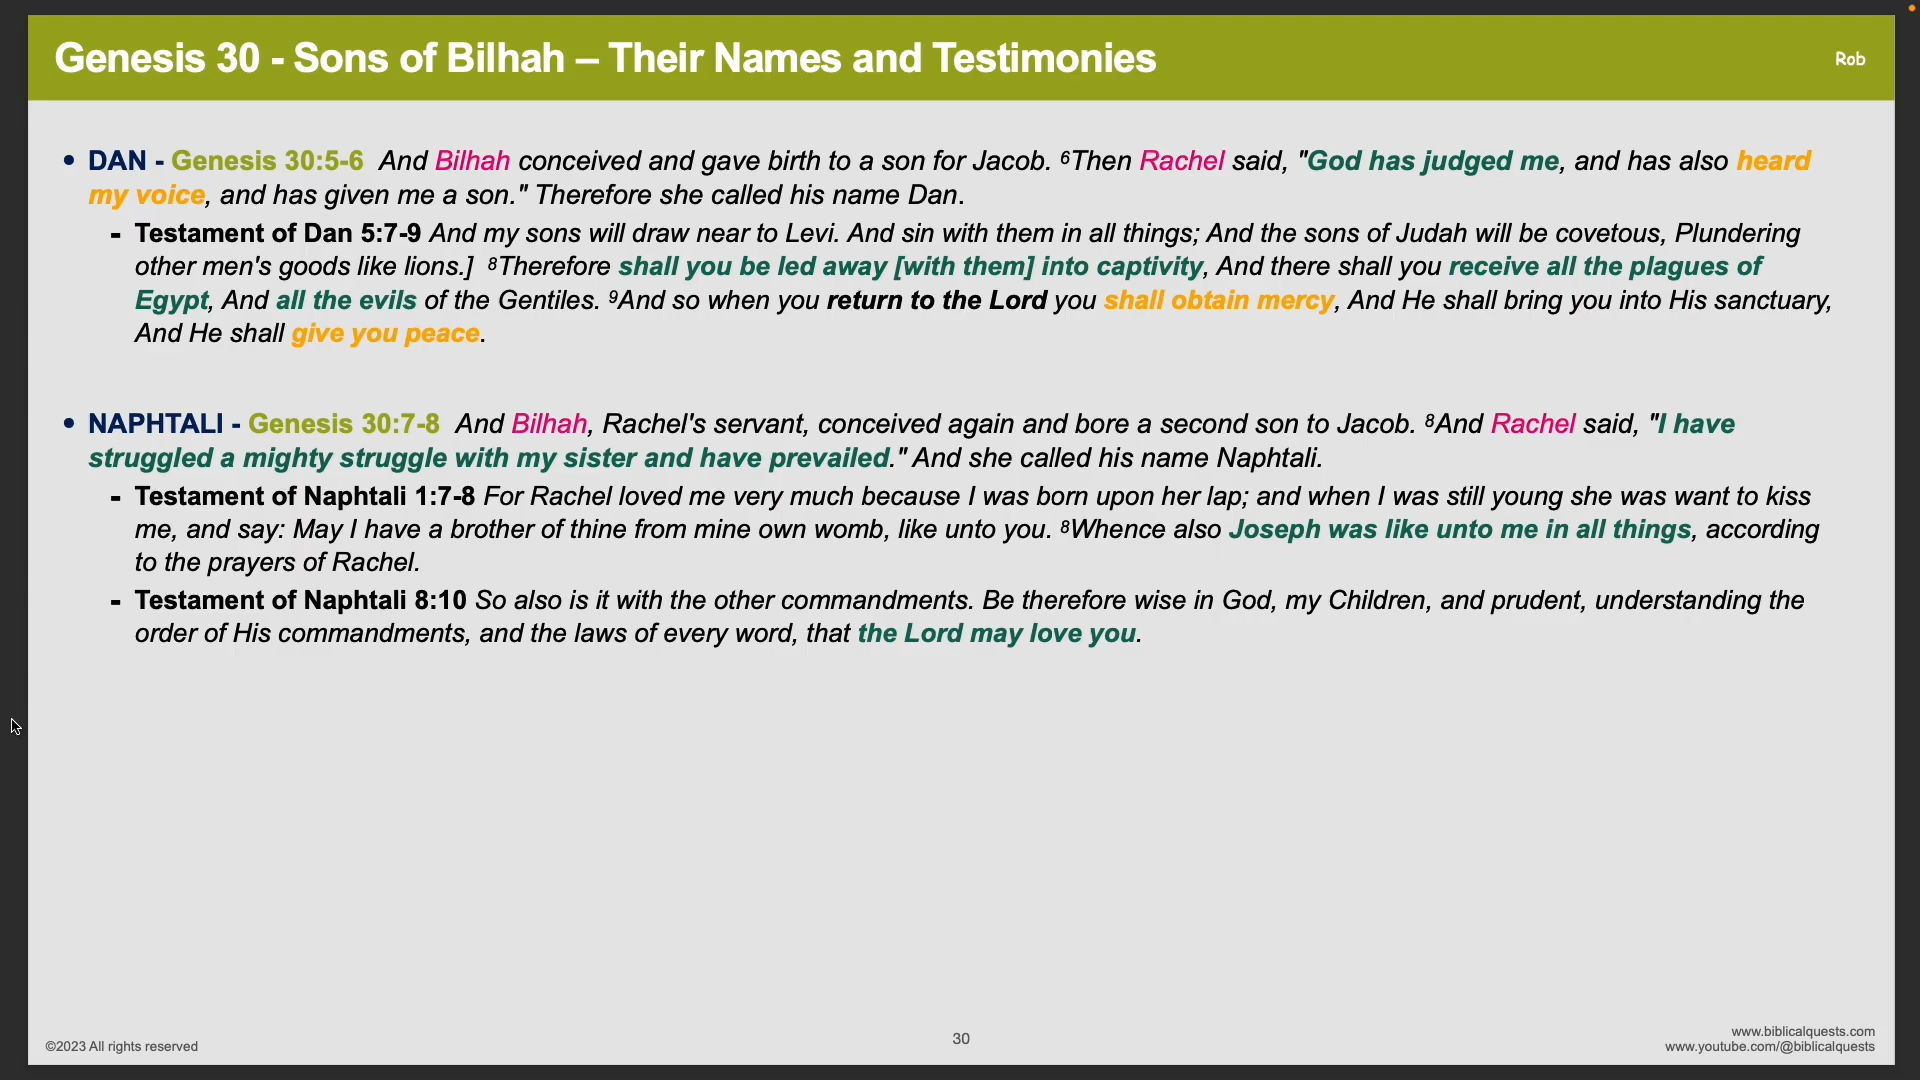 Genesis 30 - Sons of Bilhah – Their Names and Testimonies
Rob
• DAN - Genesis 30:5-6 And Bilhah conceived and gave birth to a son for Jacob. ⁶Then Rachel said, "God has judged me, and has also heard
my voice, and has given me a son." Therefore she called his name Dan.
- Testament of Dan 5:7-9 And my sons will draw near to Levi. And sin with them in all things; And the sons of Judah will be covetous, Plundering
other men's goods like lions.] ⁸Therefore shall you be led away [with them] into captivity, And there shall you receive all the plagues of
Egypt, And all the evils of the Gentiles. ⁹And so when you return to the Lord you shall obtain mercy, And He shall bring you into His sanctuary,
And He shall give you peace.
• NAPHTALI - Genesis 30:7-8 And Bilhah, Rachel's servant, conceived again and bore a second son to Jacob. ⁸And Rachel said, "I have
struggled a mighty struggle with my sister and have prevailed." And she called his name Naphtali.
- Testament of Naphtali 1:7-8 For Rachel loved me very much because I was born upon her lap; and when I was still young she was want to kiss
me, and say: May I have a brother of thine from mine own womb, like unto you. ⁸Whence also Joseph was like unto me in all things, according
to the prayers of Rachel.
- Testament of Naphtali 8:10 So also is it with the other commandments. Be therefore wise in God, my Children, and prudent, understanding the
order of His commandments, and the laws of every word, that the Lord may love you.
©2023 All rights reserved
30
www.biblicalquests.com
www.youtube.com/@biblicalquests